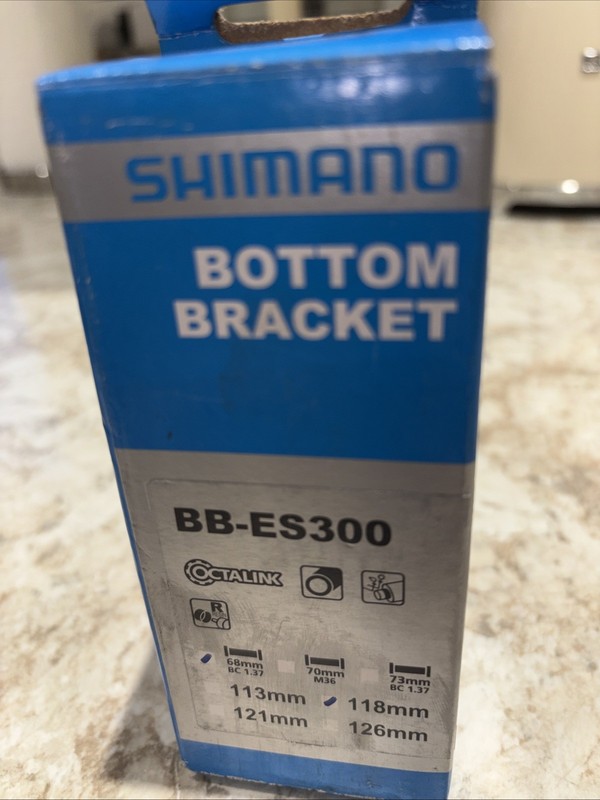 SHIMANO
BOTTOM
BRACKET
BB-ES300
OCTALINK
R
68mm 70mm 73mm
BC 1.37 M36 BC 1.37
113mm 118mm
121mm 126mm